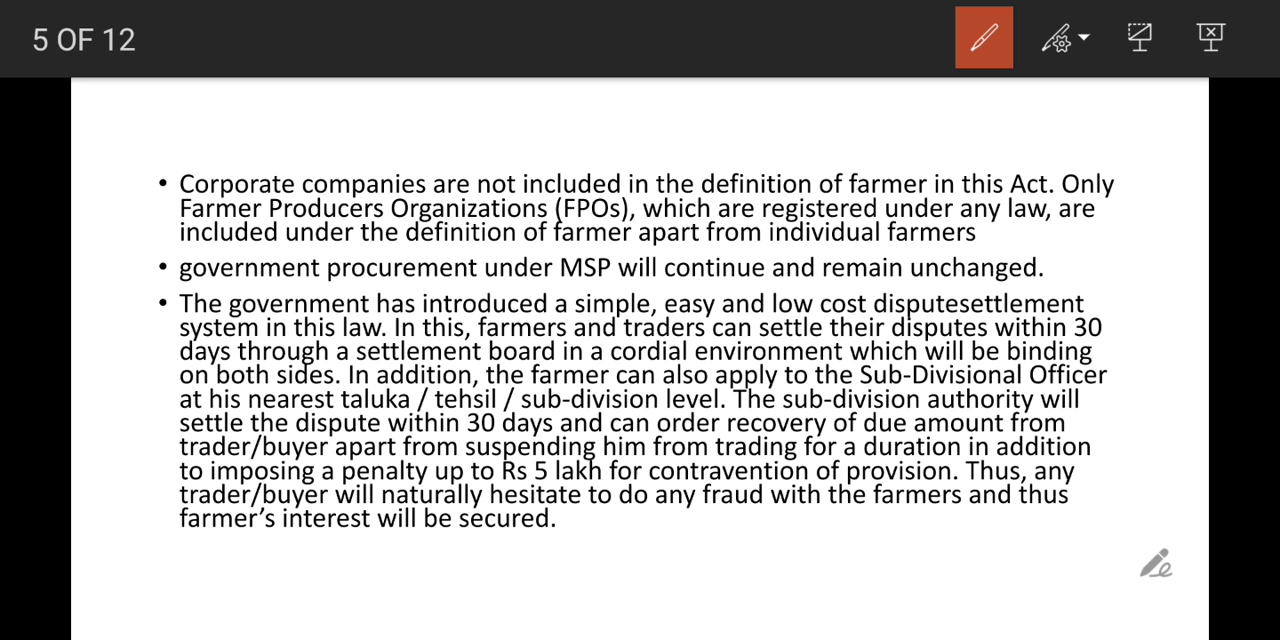 5 OF 12
• Corporate companies are not included in the definition of farmer in this Act. Only
Farmer Producers Organizations (FPOs), which are registered under any law, are
included under the definition of farmer apart from individual farmers
• government procurement under MSP will continue and remain unchanged.
• The government has introduced a simple, easy and low cost disputesettlement
system in this law. In this, farmers and traders can settle their disputes within 30
days through a settlement board in a cordial environment which will be binding
on both sides. In addition, the farmer can also apply to the Sub-Divisional Officer
at his nearest taluka / tehsil / sub-division level. The sub-division authority will
settle the dispute within 30 days and can order recovery of due amount from
trader/buyer apart from suspending him from trading for a duration in addition
to imposing a penalty up to Rs 5 lakh for contravention of provision. Thus, any
trader/buyer will naturally hesitate to do any fraud with the farmers and thus
farmer’s interest will be secured.